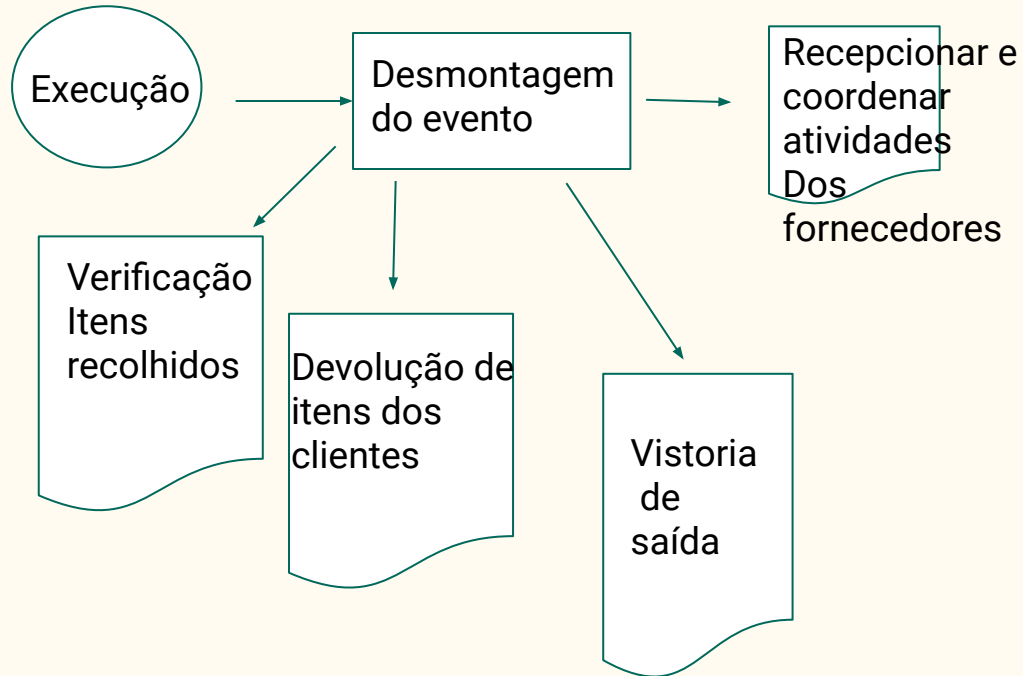 Execução
Desmontagem
do evento
Recepcionar e
coordenar
atividades
Dos
fornecedores
Verificação
Itens
recolhidos
Devolução de
itens dos
clientes
Vistoria
de
saída